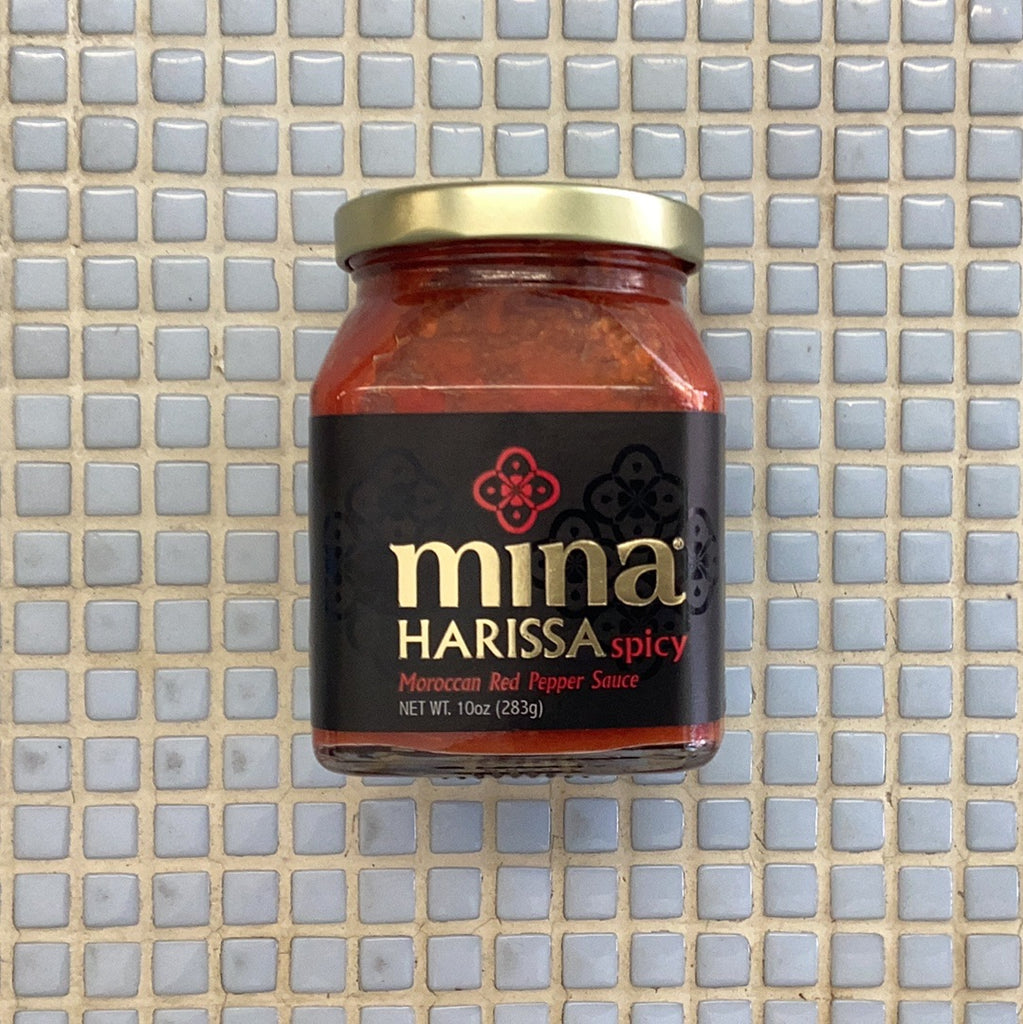 mina®
HARISSA spicy
Moroccan Red Pepper Sauce
NET WT. 10oz (283g)